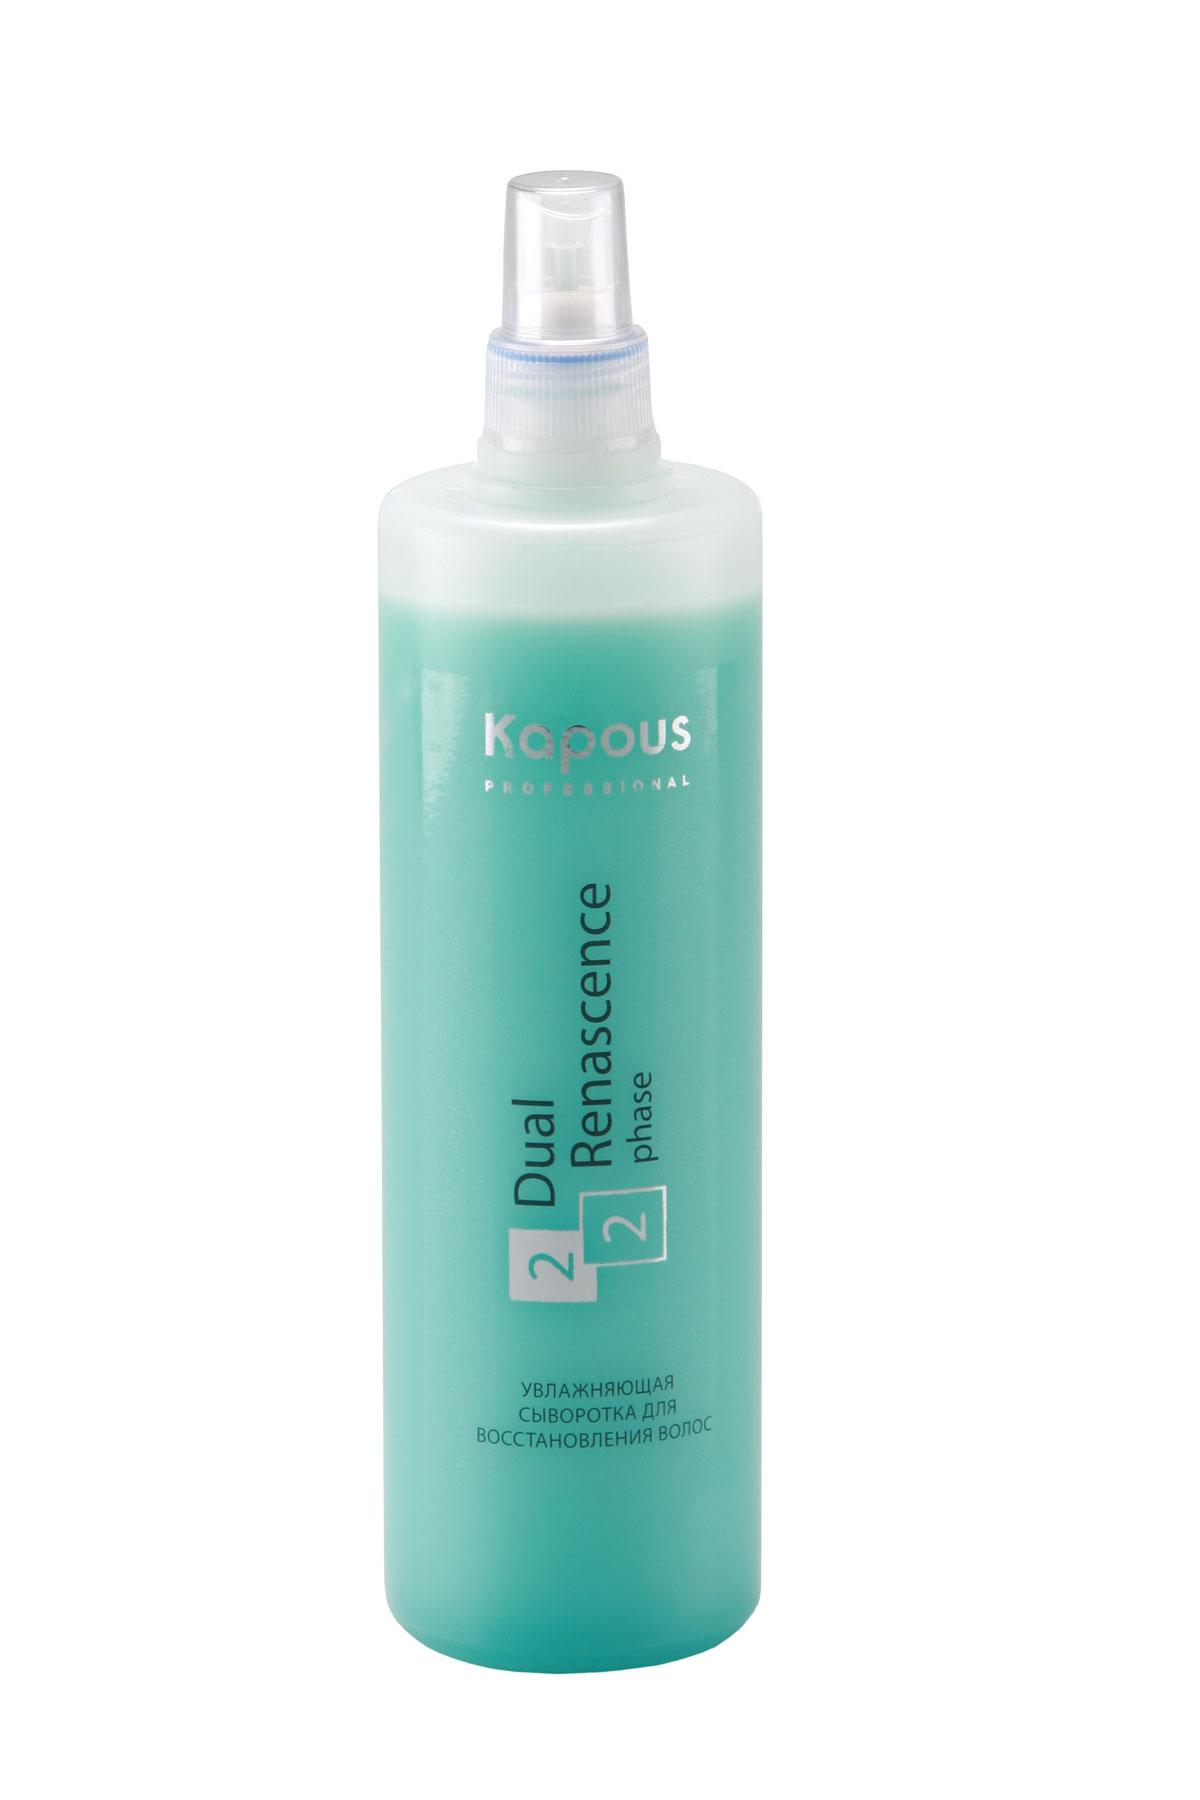 Kapous
PROFESSIONAL
2 Dual
Renascence
2 phase
УВЛАЖНЯЮЩАЯ
СЫВОРОТКА ДЛЯ
ВОССТАНОВЛЕНИЯ ВОЛОС